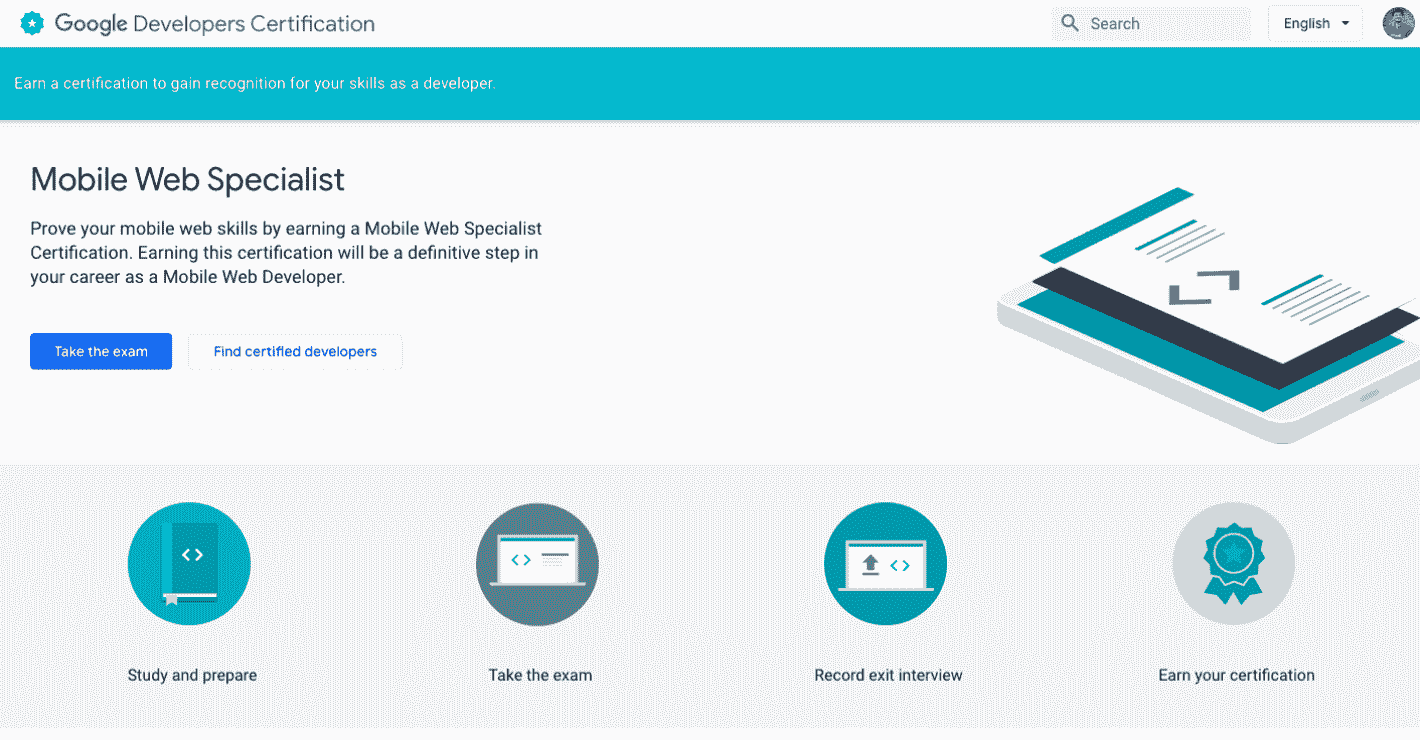 Google Developers Certification
Search
English
Earn a certification to gain recognition for your skills as a developer.
Mobile Web Specialist
Prove your mobile web skills by earning a Mobile Web Specialist
Certification. Earning this certification will be a definitive step in
your career as a Mobile Web Developer.
Take the exam
Find certified developers
Study and prepare
Take the exam
Record exit interview
Earn your certification